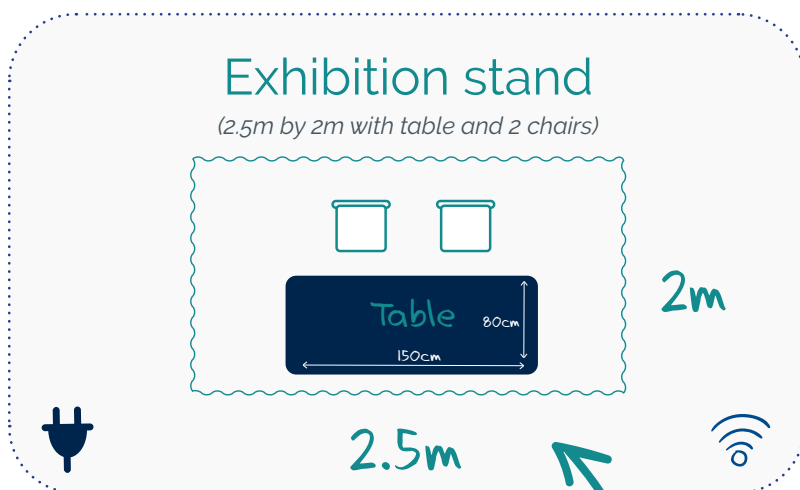 Exhibition stand
(2.5m by 2m with table and 2 chairs)
2m
Table
80cm
150cm
2.5m